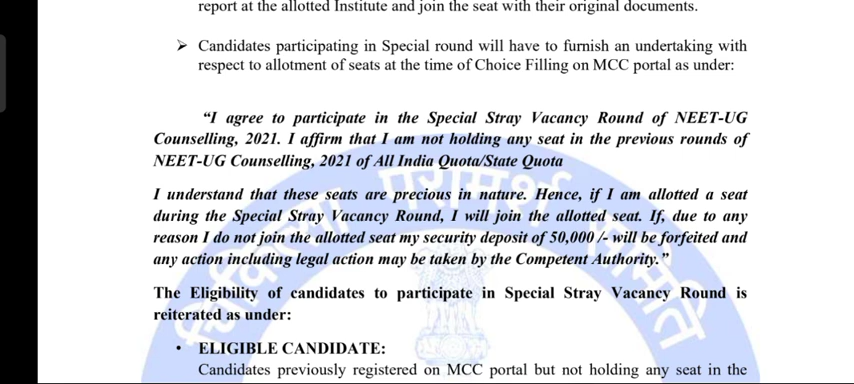 report at the allotted Institute and join the seat with their original documents.
➢ Candidates participating in Special round will have to furnish an undertaking with
respect to allotment of seats at the time of Choice Filling on MCC portal as under:
“I agree to participate in the Special Stray Vacancy Round of NEET-UG
Counselling, 2021. I affirm that I am not holding any seat in the previous rounds of
NEET-UG Counselling, 2021 of All India Quota/State Quota
I understand that these seats are precious in nature. Hence, if I am allotted a seat
during the Special Stray Vacancy Round, I will join the allotted seat. If, due to any
reason I do not join the allotted seat my security deposit of 50,000 /- will be forfeited and
any action including legal action may be taken by the Competent Authority.”
The Eligibility of candidates to participate in Special Stray Vacancy Round is
reiterated as under:
• ELIGIBLE CANDIDATE:
Candidates previously registered on MCC portal but not holding any seat in the